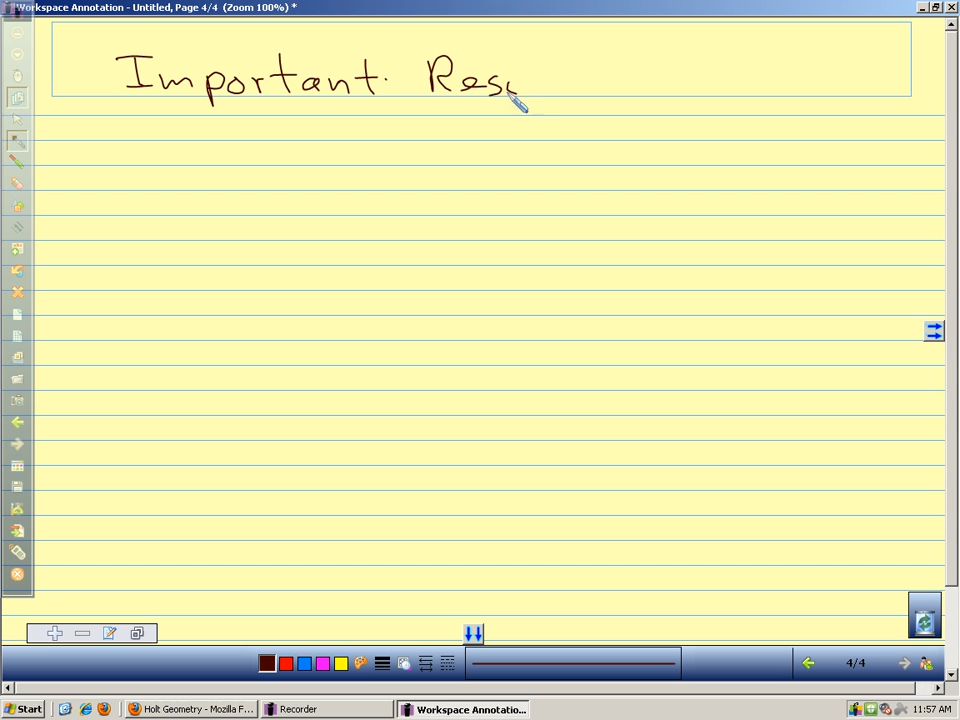 Workspace Annotation - Untitled, Page 4/4 (Zoom 100%) *
Important Res
4/4
Start
Holt Geometry - Mozilla F...
Recorder
Workspace Annotatio...
11:57 AM